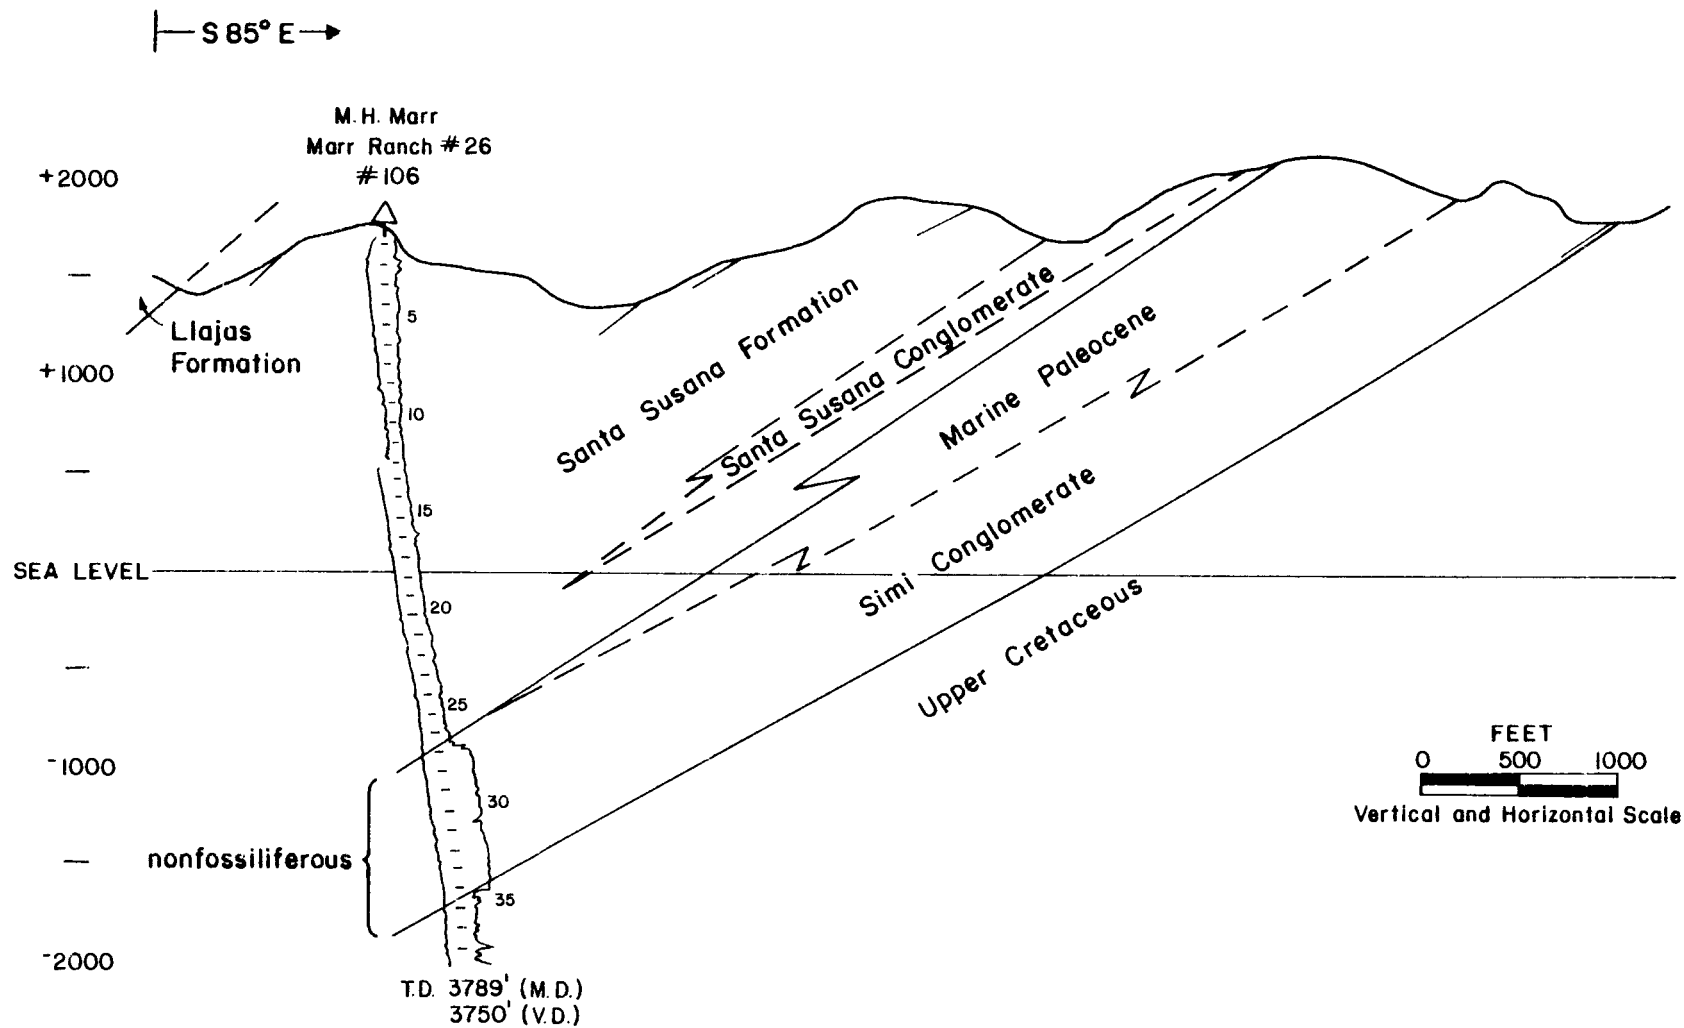 S 85° E
M. H. Marr
Marr Ranch #26
#106
+2000
Llajas
Formation
+1000
5
10
15
20
25
30
35
Santa Susana Formation
Santa Susana Conglomerate
Marine Paleocene
Simi Conglomerate
Upper Cretaceous
SEA LEVEL
-1000
nonfossiliferous
-2000
FEET
0 500 1000
Vertical and Horizontal Scale
T.D. 3789' (M.D.)
3750' (V.D.)